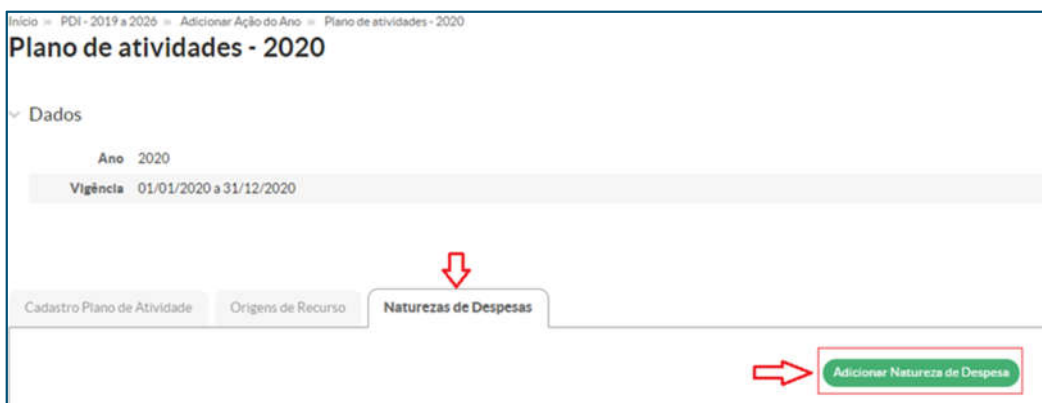 Início » PDI - 2019 a 2026 » Adicionar Ação do Ano » Plano de atividades - 2020
Plano de atividades - 2020
Dados
Ano 2020
Vigência 01/01/2020 a 31/12/2020
Cadastro Plano de Atividade Origens de Recurso Naturezas de Despesas
Adicionar Natureza de Despesa